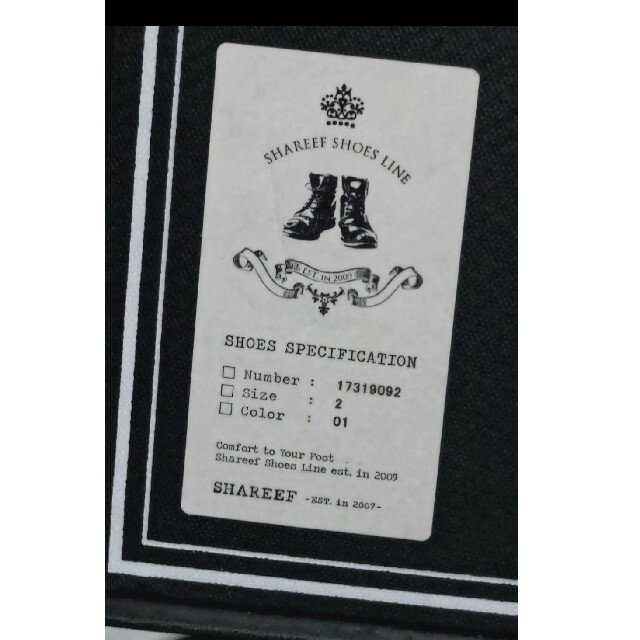 SHAREEF SHOES LINE
EST. IN 2009
SHOES SPECIFICATION
Number : 17319092
Size : 2
Color : 01
Comfort to Your Foot
Shareef Shoes Line est. in 2009
SHAREEF -EST. in 2007-